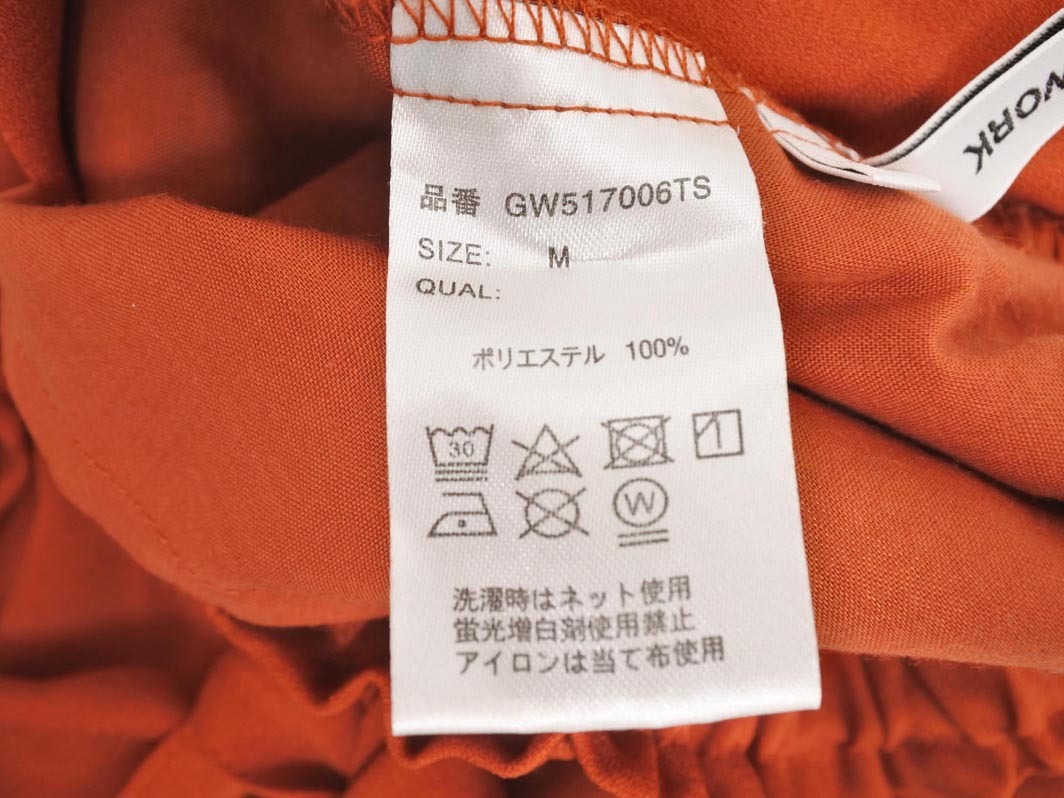 WORK
品番 GW517006TS
SIZE: M
QUAL:
ポリエステル 100%
30
W
洗濯時はネット使用
蛍光増白剤使用禁止
アイロンは当て布使用